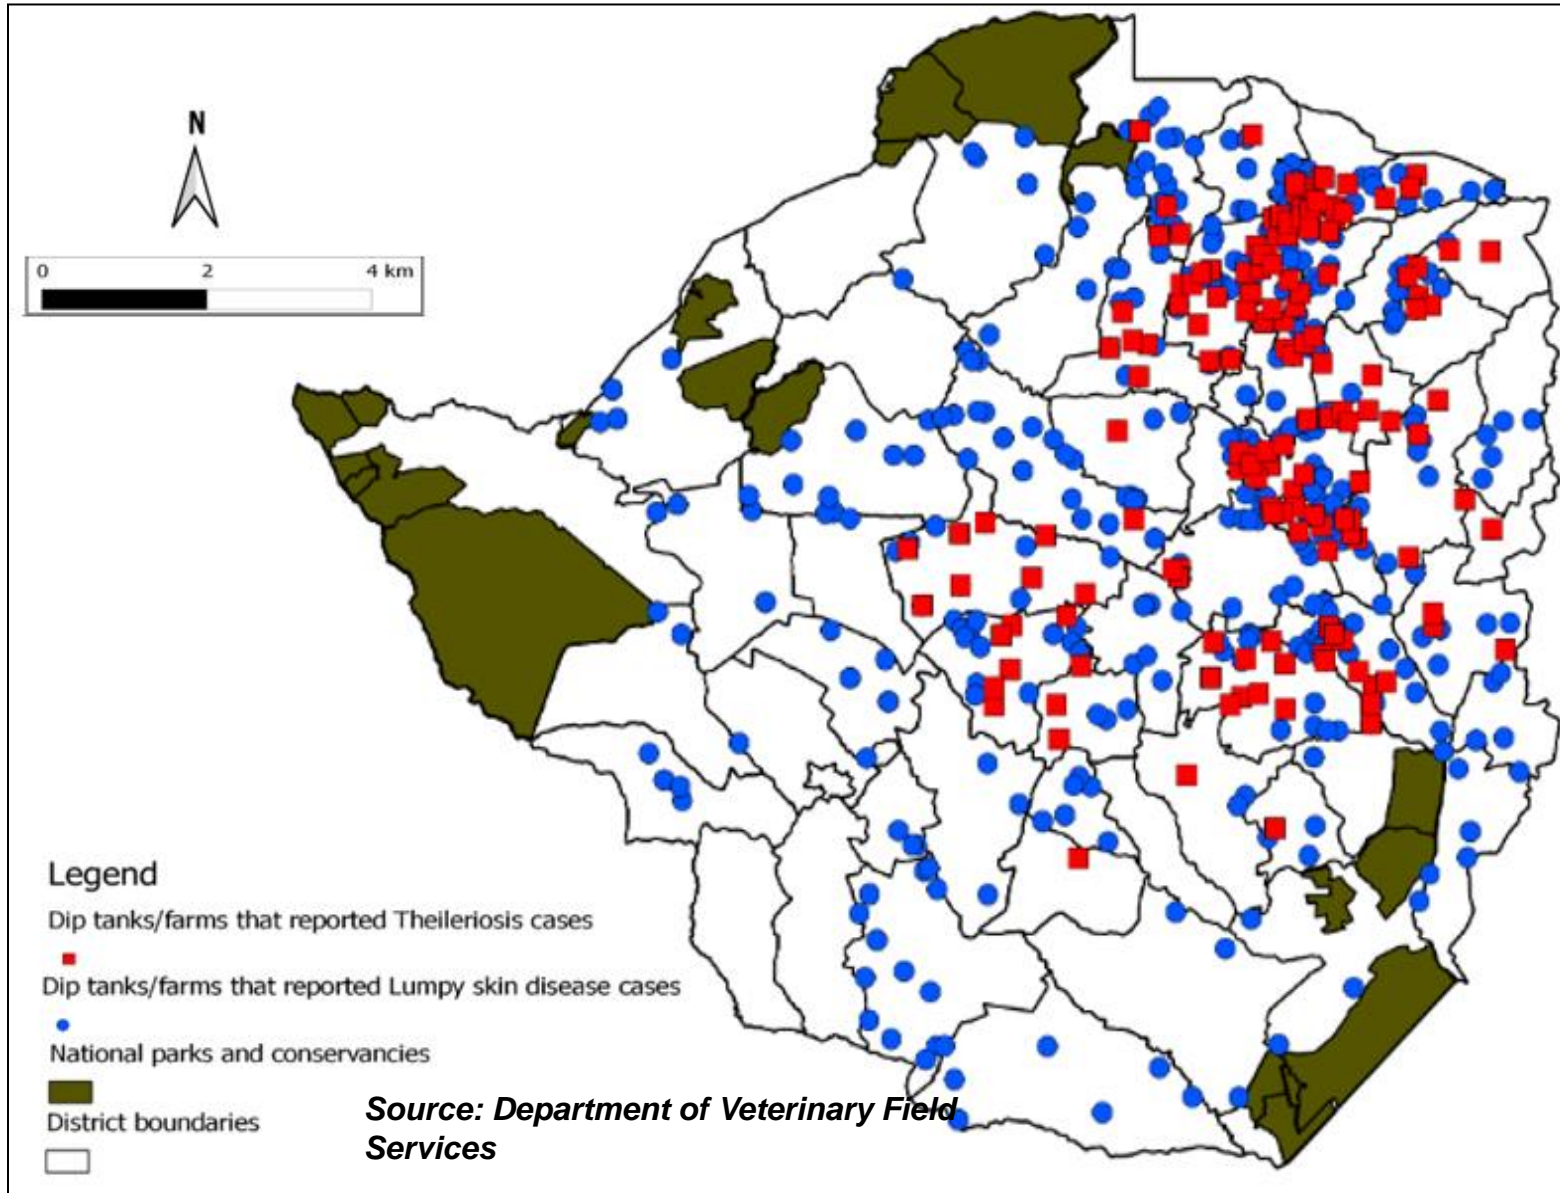 N
0 2 4 km
Legend
Dip tanks/farms that reported Theileriosis cases
Dip tanks/farms that reported Lumpy skin disease cases
National parks and conservancies
District boundaries
Source: Department of Veterinary Field
Services